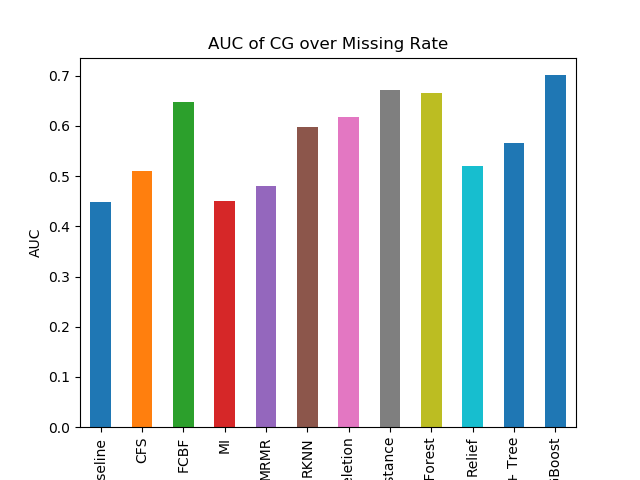 AUC of CG over Missing Rate
AUC
0.7
0.6
0.5
0.4
0.3
0.2
0.1
0.0
seline
CFS
FCBF
MI
MRMR
RKNN
eletion
stance
Forest
Relief
+ Tree
Boost